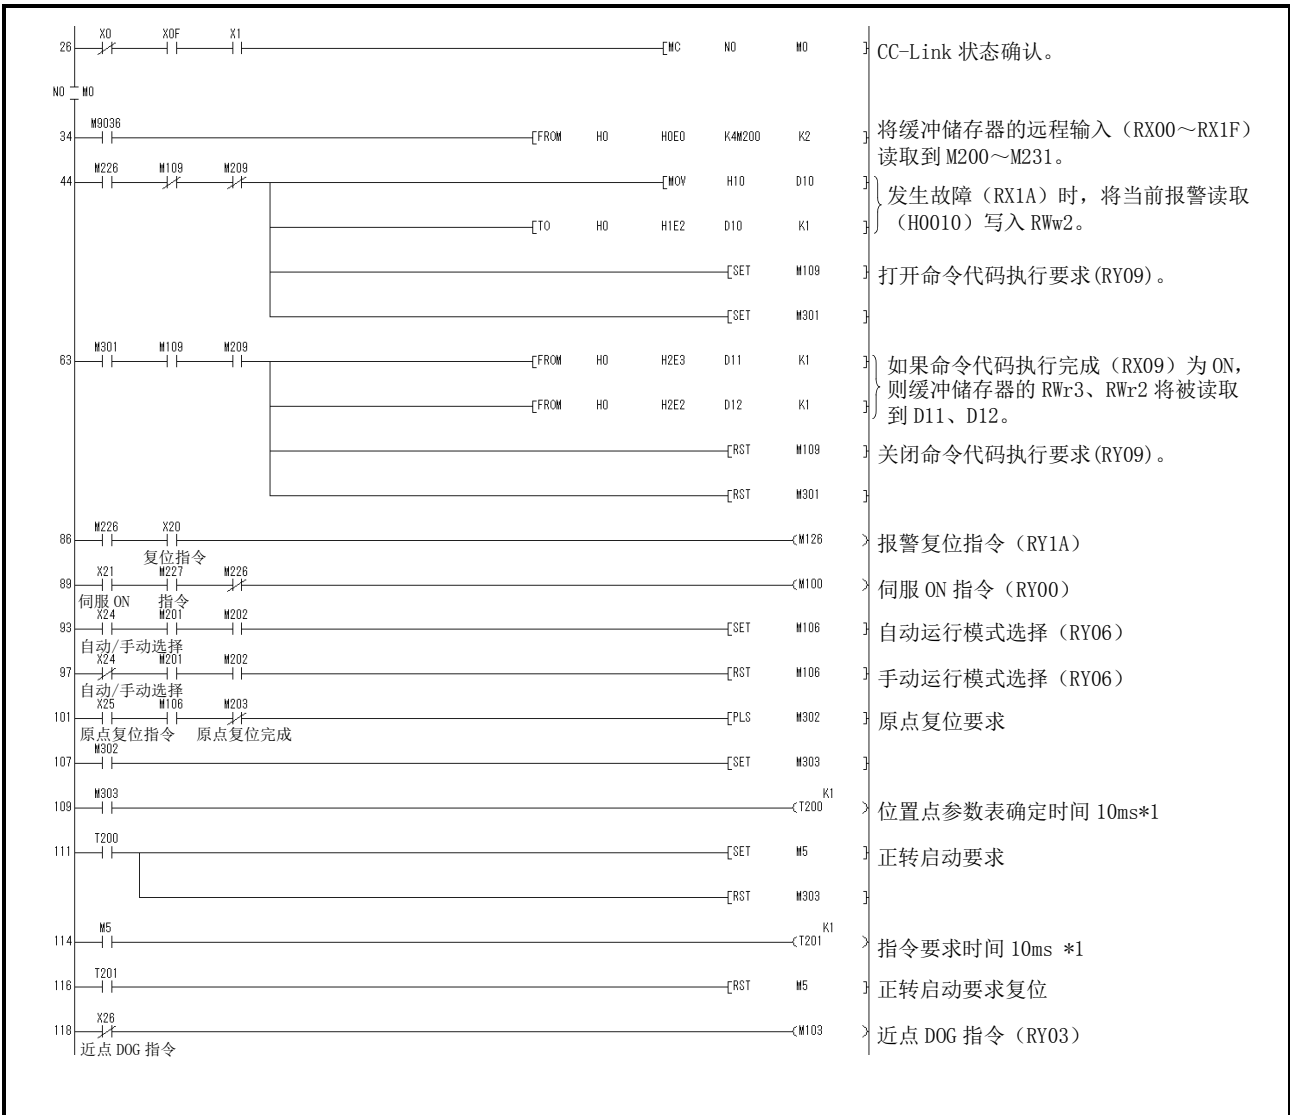 X0 X0F X1
26 [MC N0 M0 ] CC-Link 状态确认。
N0 M0
M9036
34 [FROM H0 H0E0 K4M200 K2 ] 将缓冲储存器的远程输入（RX00～RX1F）
读取到 M200～M231。
M226 M109 M209
44 [MOV H10 D10 ] 发生故障（RX1A）时，将当前报警读取
[TO H0 H1E2 D10 K1 ] （H0010）写入 RWw2。
[SET M109 ] 打开命令代码执行要求(RY09)。
[SET M301 ]
M301 M109 M209
63 [FROM H0 H2E3 D11 K1 ] 如果命令代码执行完成（RX09）为 ON，
则缓冲储存器的 RWr3、RWr2 将被读取
[FROM H0 H2E2 D12 K1 ] 到 D11、D12。
[RST M109 ] 关闭命令代码执行要求(RY09)。
[RST M301 ]
M226 X20
86 (M126 ) 报警复位指令（RY1A）
复位指令
X21 M227 M226
89 (M100 ) 伺服 ON 指令（RY00）
伺服 ON 指令
X24 M201 M202
93 [SET M106 ] 自动运行模式选择（RY06）
自动/手动选择
X24 M201 M202
97 [RST M106 ] 手动运行模式选择（RY06）
自动/手动选择
X25 M106 M203
101 [PLS M302 ] 原点复位要求
原点复位指令 原点复位完成
M302
107 [SET M303 ]
M303 K1
109 (T200 ) 位置点参数表确定时间 10ms*1
T200
111 [SET M5 ] 正转启动要求
[RST M303 ]
M5 K1
114 (T201 ) 指令要求时间 10ms *1
T201
116 [RST M5 ] 正转启动要求复位
X26
118 (M103 ) 近点 DOG 指令（RY03）
近点 DOG 指令